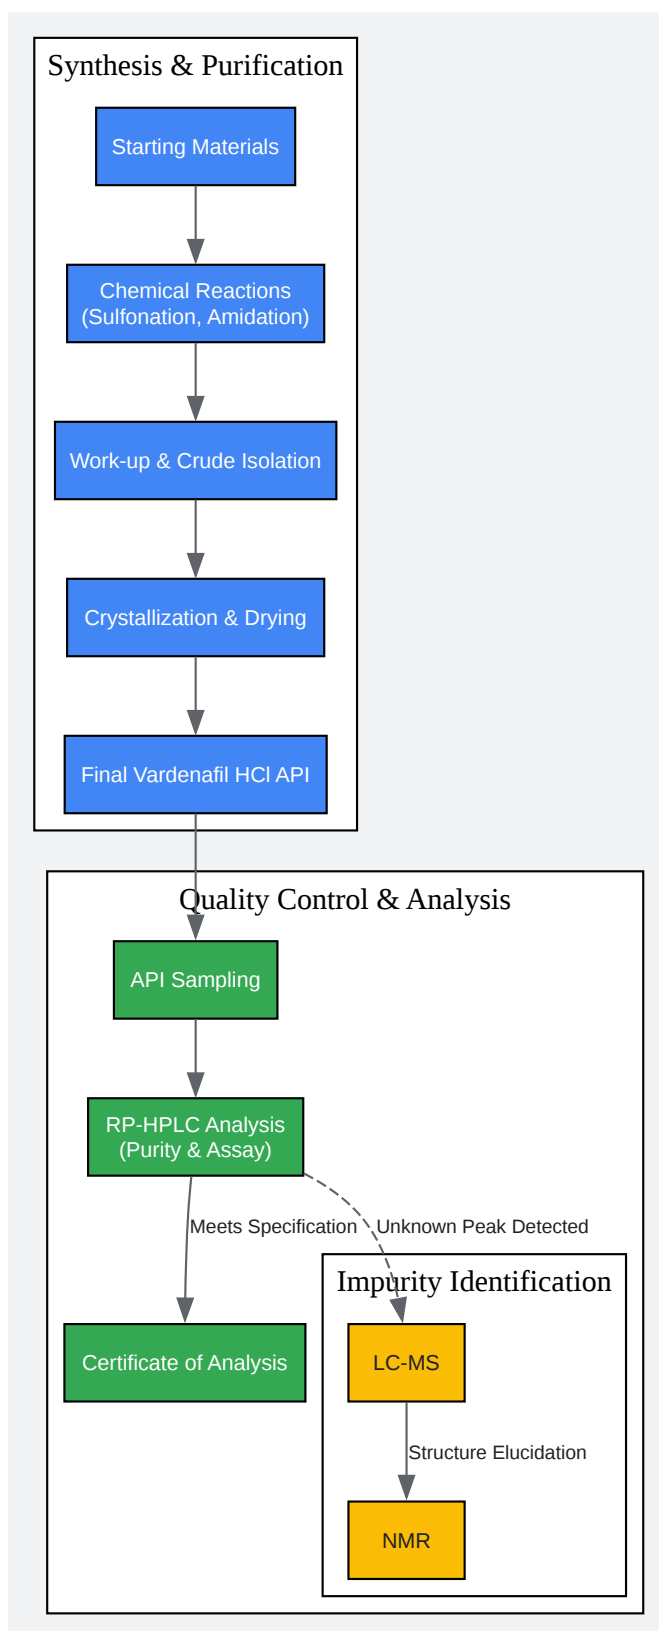 Synthesis & Purification
Starting Materials
Chemical Reactions
(Sulfonation, Amidation)
Work-up & Crude Isolation
Crystallization & Drying
Final Vardenafil HCl API
Quality Control & Analysis
API Sampling
RP-HPLC Analysis
(Purity & Assay)
Meets Specification
Unknown Peak Detected
Impurity Identification
Certificate of Analysis
LC-MS
Structure Elucidation
NMR